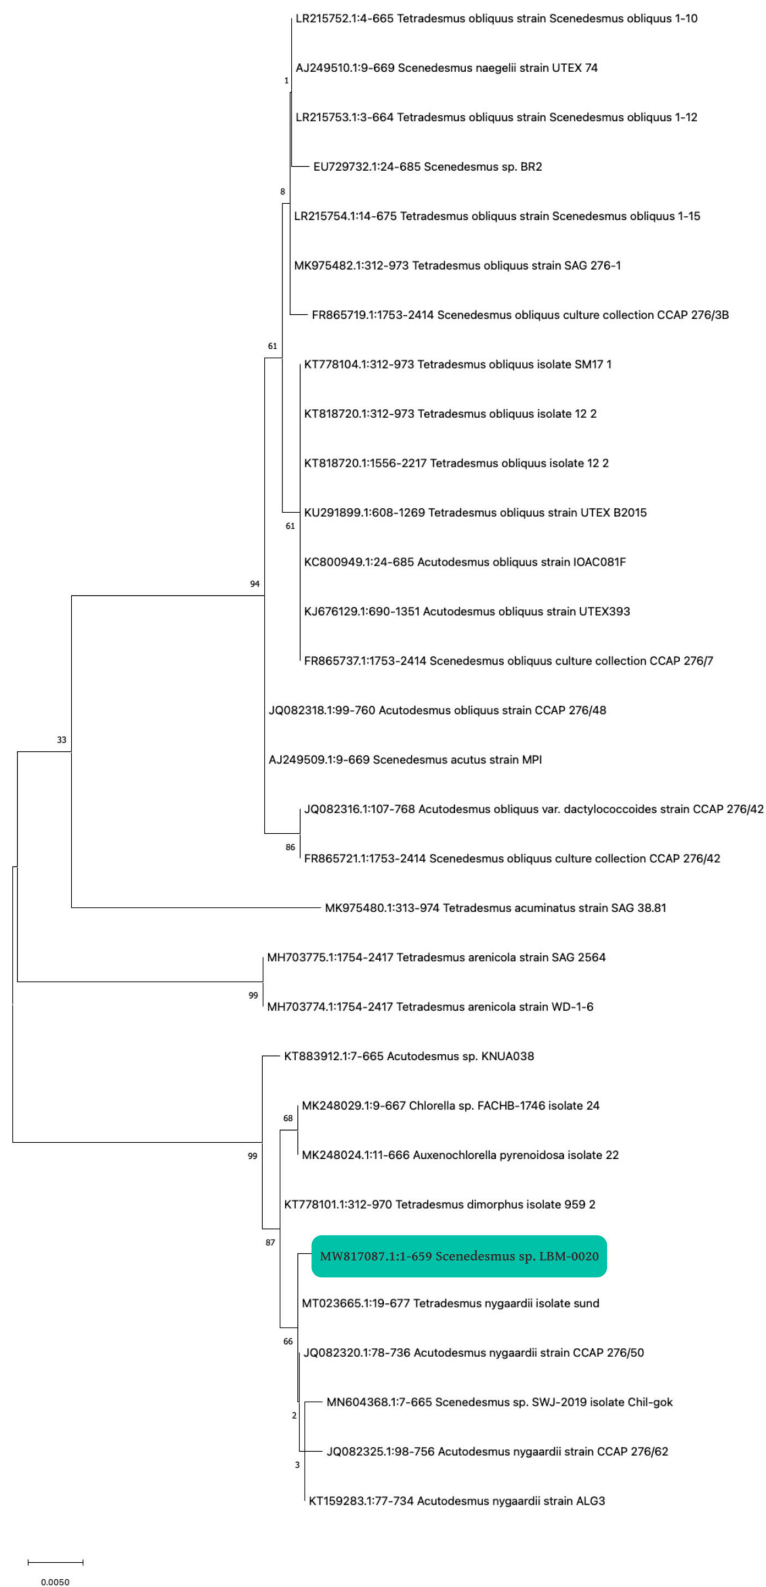 LR215752.1:4-665 Tetradesmus obliquus strain Scenedesmus obliquus 1-10
AJ249510.1:9-669 Scenedesmus naegelii strain UTEX 74
1
LR215753.1:3-664 Tetradesmus obliquus strain Scenedesmus obliquus 1-12
EU729732.1:24-685 Scenedesmus sp. BR2
8
LR215754.1:14-675 Tetradesmus obliquus strain Scenedesmus obliquus 1-15
MK975482.1:312-973 Tetradesmus obliquus strain SAG 276-1
FR865719.1:1753-2414 Scenedesmus obliquus culture collection CCAP 276/3B
61
KT778104.1:312-973 Tetradesmus obliquus isolate SM17 1
KT818720.1:312-973 Tetradesmus obliquus isolate 12 2
KT818720.1:1556-2217 Tetradesmus obliquus isolate 12 2
KU291899.1:608-1269 Tetradesmus obliquus strain UTEX B2015
61
KC800949.1:24-685 Acutodesmus obliquus strain IOAC081F
94
KJ676129.1:690-1351 Acutodesmus obliquus strain UTEX393
FR865737.1:1753-2414 Scenedesmus obliquus culture collection CCAP 276/7
JQ082318.1:99-760 Acutodesmus obliquus strain CCAP 276/48
33
AJ249509.1:9-669 Scenedesmus acutus strain MPI
JQ082316.1:107-768 Acutodesmus obliquus var. dactylococcoides strain CCAP 276/42
86
FR865721.1:1753-2414 Scenedesmus obliquus culture collection CCAP 276/42
MK975480.1:313-974 Tetradesmus acuminatus strain SAG 38.81
MH703775.1:1754-2417 Tetradesmus arenicola strain SAG 2564
99
MH703774.1:1754-2417 Tetradesmus arenicola strain WD-1-6
KT883912.1:7-665 Acutodesmus sp. KNUA038
MK248029.1:9-667 Chlorella sp. FACHB-1746 isolate 24
68
MK248024.1:11-666 Auxenochlorella pyrenoidosa isolate 22
99
KT778101.1:312-970 Tetradesmus dimorphus isolate 959 2
87
MW817087.1:1-659 Scenedesmus sp. LBM-0020
MT023665.1:19-677 Tetradesmus nygaardii isolate sund
66
JQ082320.1:78-736 Acutodesmus nygaardii strain CCAP 276/50
MN604368.1:7-665 Scenedesmus sp. SWJ-2019 isolate Chil-gok
2
JQ082325.1:98-756 Acutodesmus nygaardii strain CCAP 276/62
3
KT159283.1:77-734 Acutodesmus nygaardii strain ALG3
0.0050